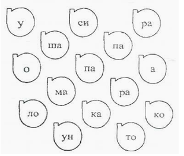 у си ра
ша па
о па а
ма ра
ло ка ко
ун то